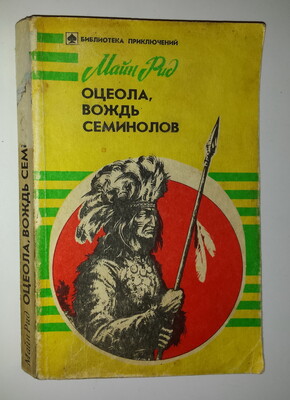 БИБЛИОТЕКА ПРИКЛЮЧЕНИЙ
Майн Рид
ОЦЕОЛА,
ВОЖДЬ
СЕМИНОЛОВ
Майн Рид ОЦЕОЛА, ВОЖДЬ СЕМ